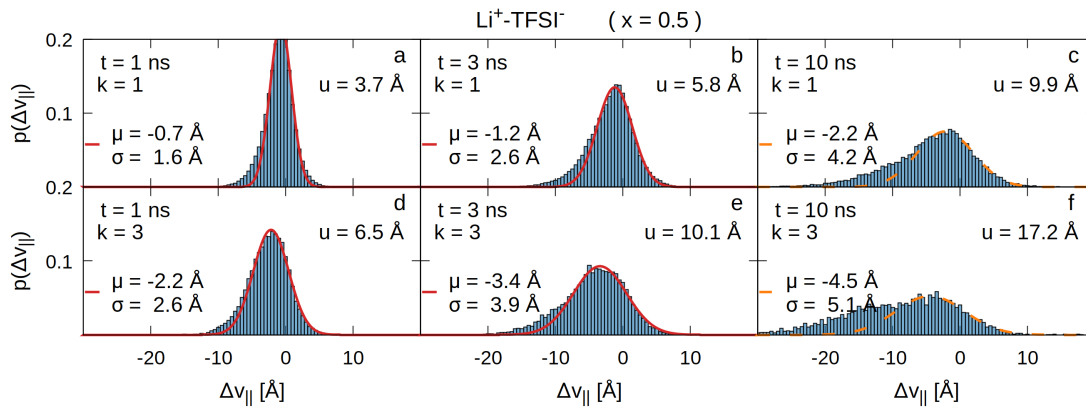 Li⁺-TFSI⁻ ( x = 0.5 )
p(Δv||)
0.2
0.1
0.2
a
t = 1 ns
k = 1
u = 3.7 Å
μ = -0.7 Å
σ = 1.6 Å
b
t = 3 ns
k = 1
u = 5.8 Å
μ = -1.2 Å
σ = 2.6 Å
c
t = 10 ns
k = 1
u = 9.9 Å
μ = -2.2 Å
σ = 4.2 Å
p(Δv||)
0.1
d
t = 1 ns
k = 3
u = 6.5 Å
μ = -2.2 Å
σ = 2.6 Å
e
t = 3 ns
k = 3
u = 10.1 Å
μ = -3.4 Å
σ = 3.9 Å
f
t = 10 ns
k = 3
u = 17.2 Å
μ = -4.5 Å
σ = 5.1 Å
-20 -10 0 10
-20 -10 0 10
-20 -10 0 10
Δv|| [Å]
Δv|| [Å]
Δv|| [Å]